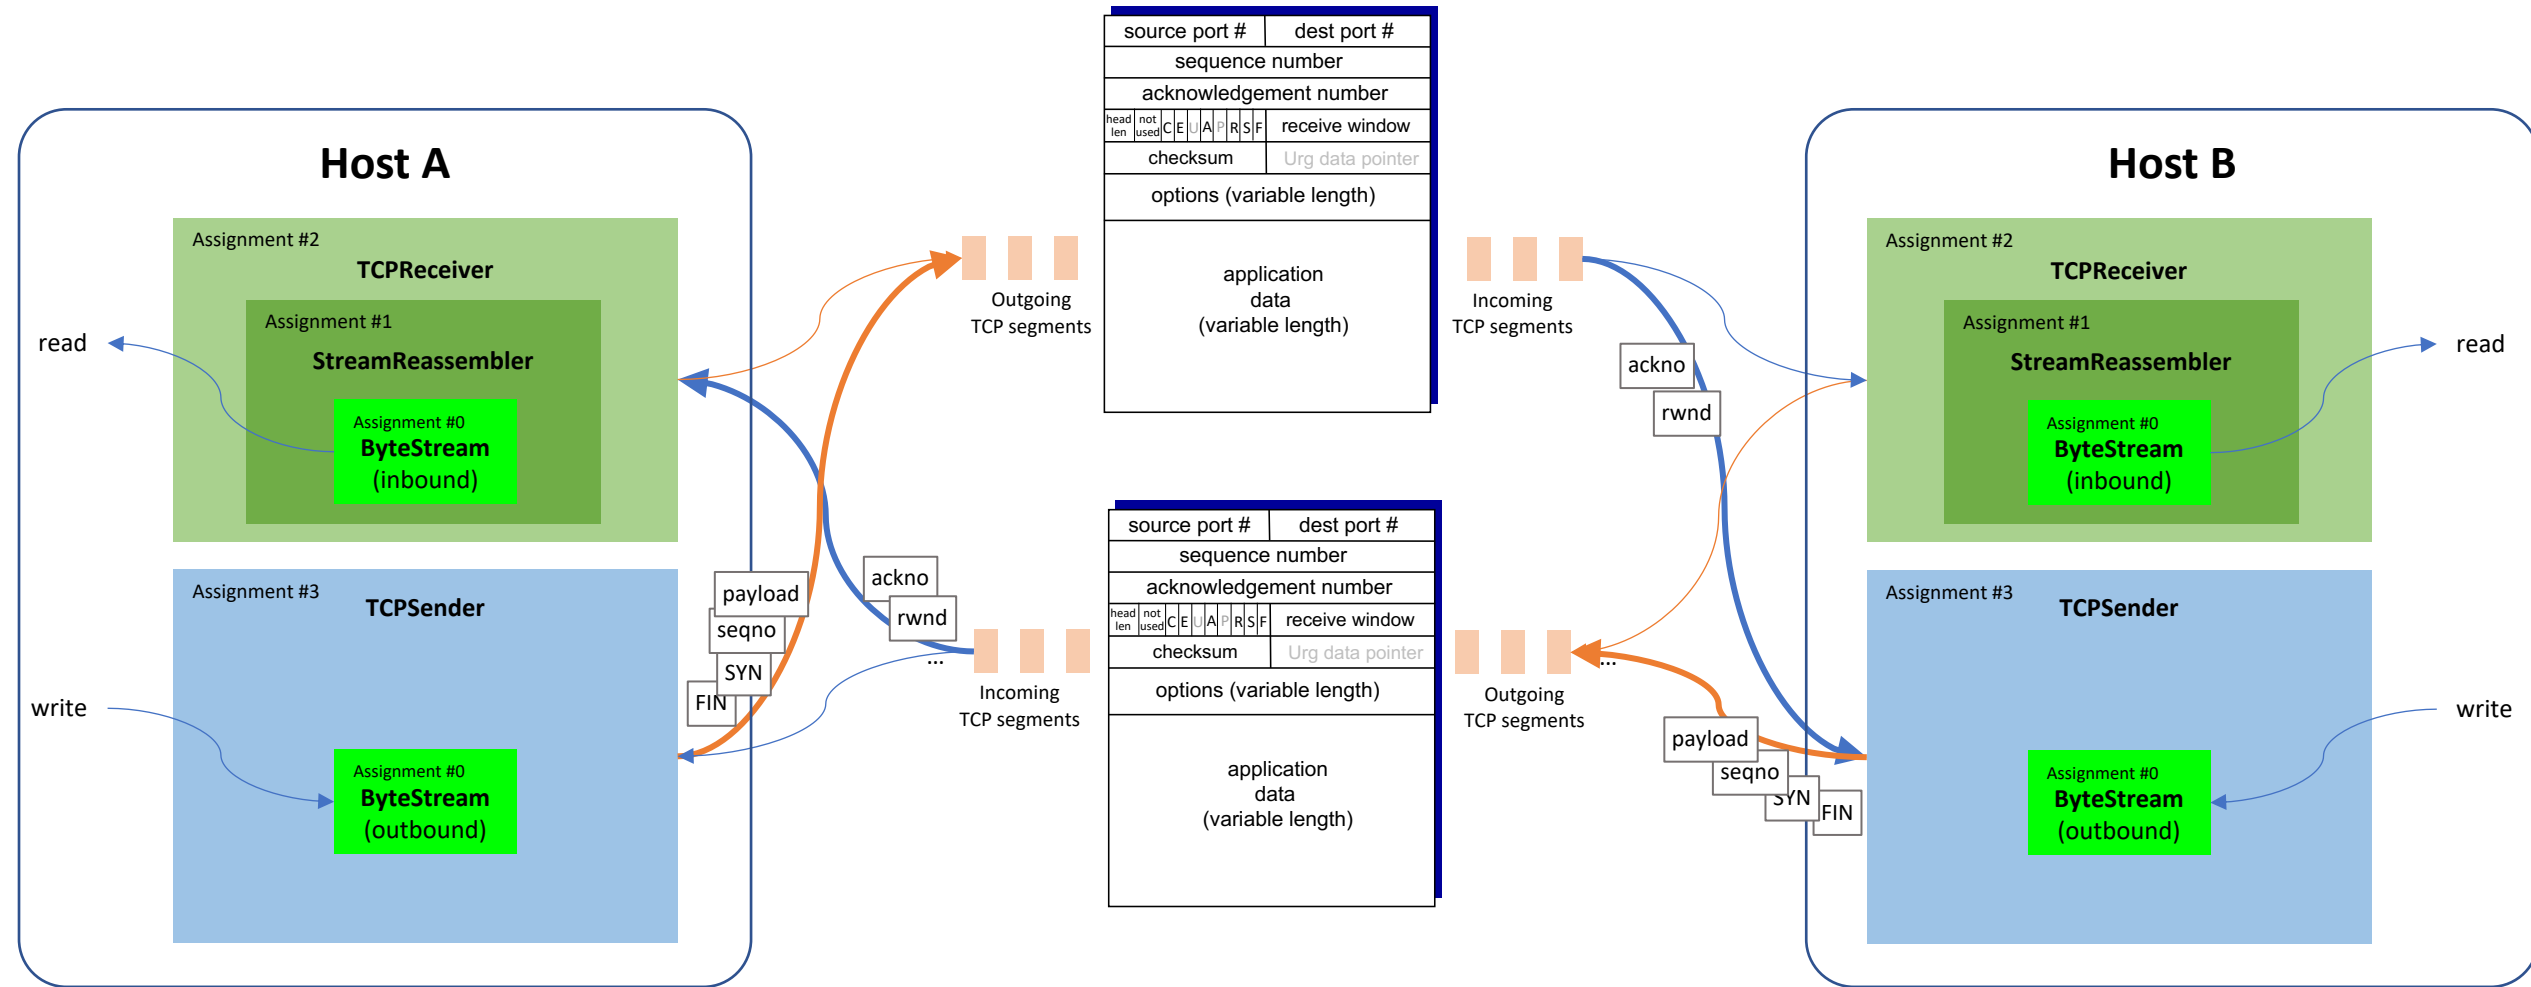 Host A
Assignment #2
TCPReceiver
Assignment #1
StreamReassembler
Assignment #0
ByteStream
(inbound)
read
Assignment #3
TCPSender
write
Assignment #0
ByteStream
(outbound)
payload
seqno
SYN
FIN
ackno
rwnd
...
Outgoing
TCP segments
Incoming
TCP segments
source port # dest port #
sequence number
acknowledgement number
head len not used C E U A P R S F receive window
checksum Urg data pointer
options (variable length)
application
data
(variable length)
source port # dest port #
sequence number
acknowledgement number
head len not used C E U A P R S F receive window
checksum Urg data pointer
options (variable length)
application
data
(variable length)
Incoming
TCP segments
ackno
rwnd
Outgoing
TCP segments
...
payload
seqno
SYN
FIN
Host B
Assignment #2
TCPReceiver
Assignment #1
StreamReassembler
Assignment #0
ByteStream
(inbound)
read
Assignment #3
TCPSender
write
Assignment #0
ByteStream
(outbound)